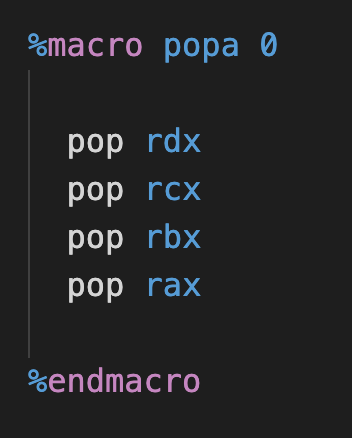 %macro popa 0
pop rdx
pop rcx
pop rbx
pop rax
%endmacro